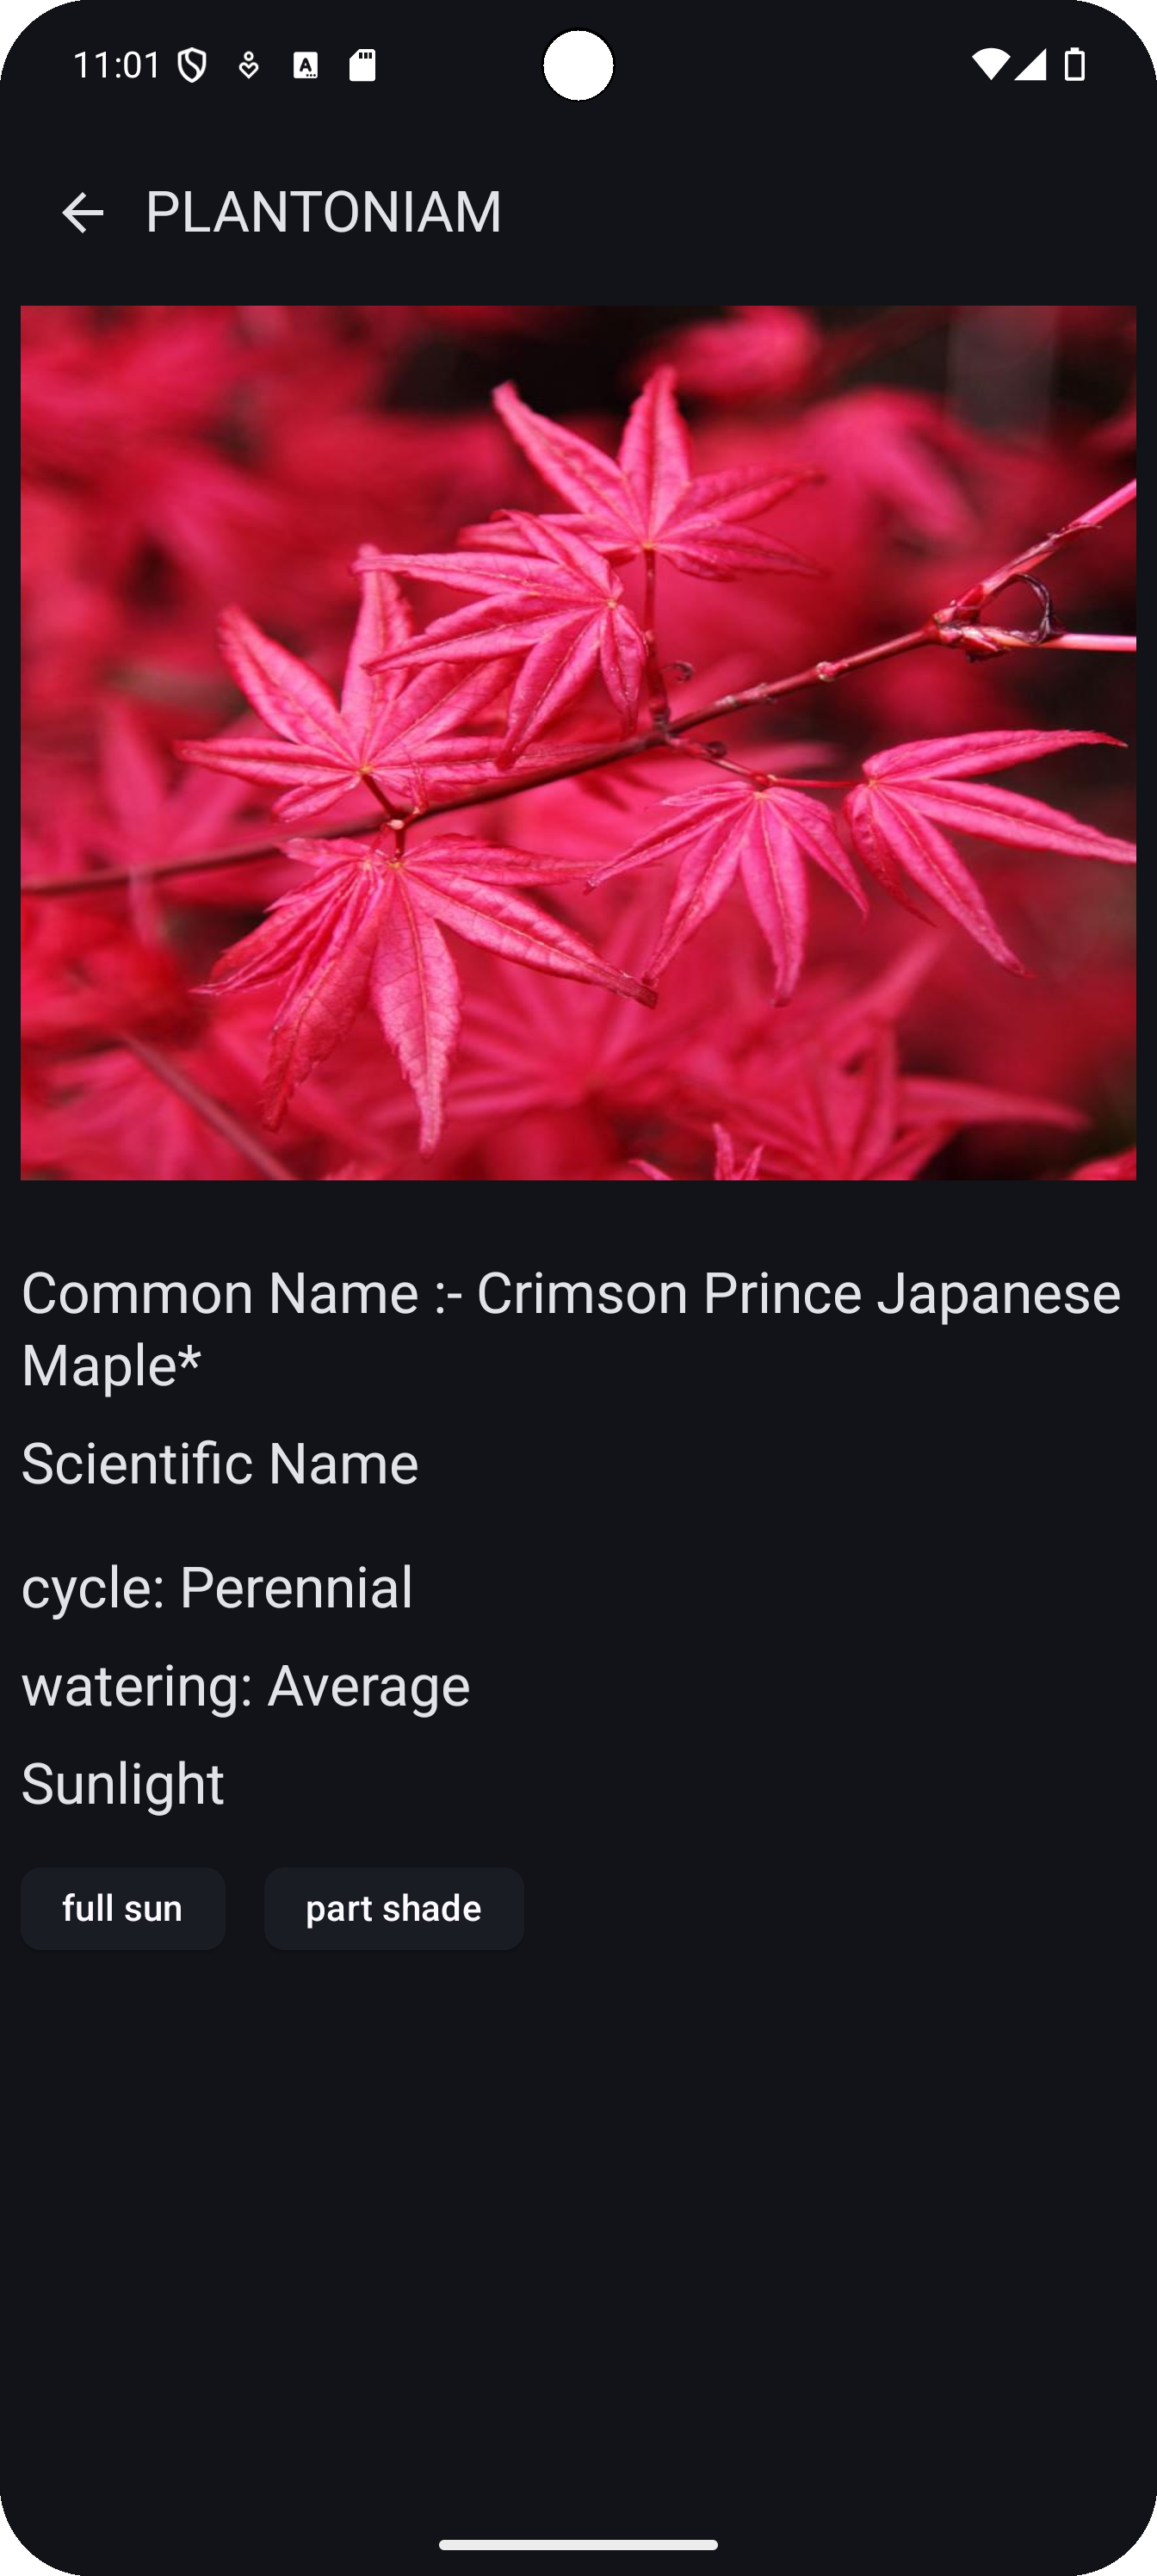 11:01
PLANTONIAM
Common Name :- Crimson Prince Japanese
Maple*
Scientific Name
cycle: Perennial
watering: Average
Sunlight
full sun part shade